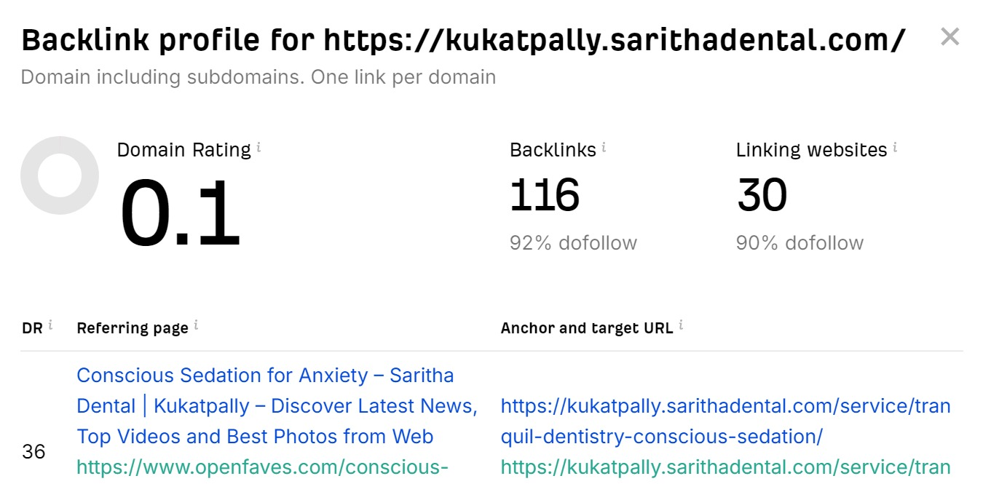 Backlink profile for https://kukatpally.sarithadental.com/
Domain including subdomains. One link per domain
Domain Rating i
0.1
Backlinks i
116
92% dofollow
Linking websites i
30
90% dofollow
DR i
Referring page i
Anchor and target URL i
36
Conscious Sedation for Anxiety – Saritha
Dental | Kukatpally – Discover Latest News,
Top Videos and Best Photos from Web
https://www.openfaves.com/conscious-
https://kukatpally.sarithadental.com/service/tran
quil-dentistry-conscious-sedation/
https://kukatpally.sarithadental.com/service/tran